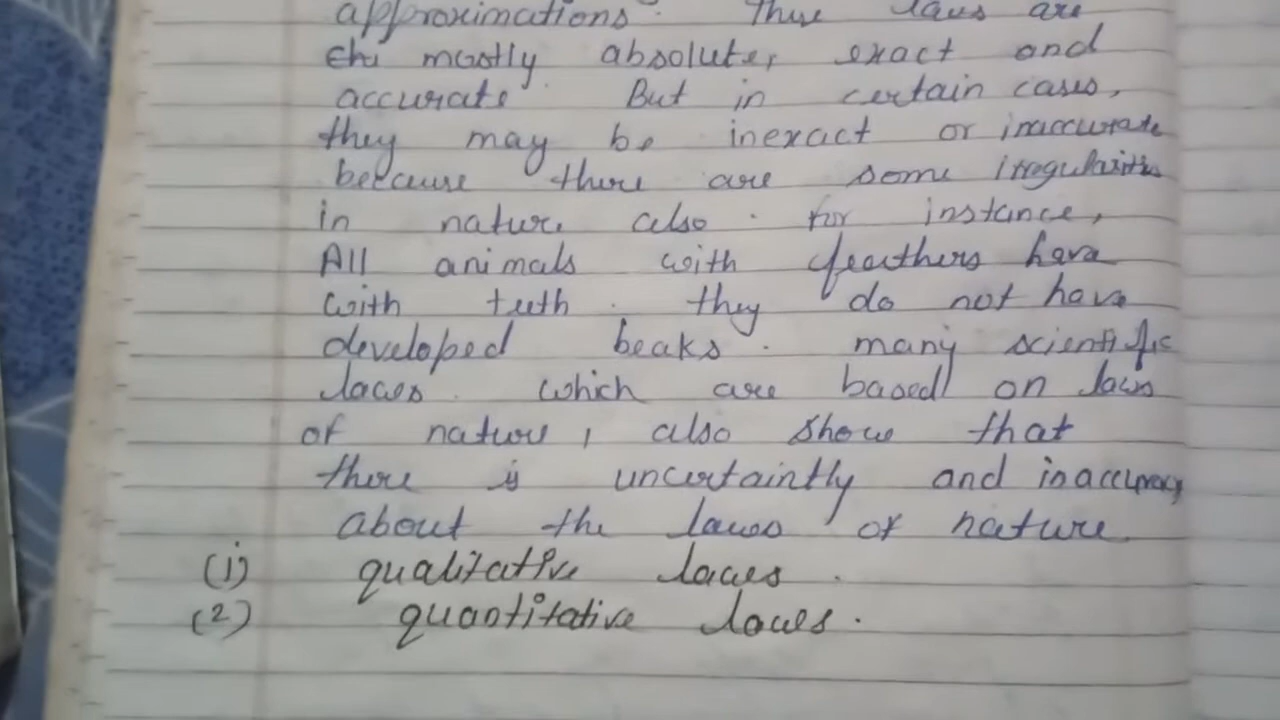 approximations. These laws are
the mostly absolute, exact and
accurate. But in certain cases,
they may be inexact or inaccurate
because there are some irregularities
in nature also. for instance,
All animals with feathers have
with teeth. they do not have
developed beaks. many scientific
laws. which are based on laws
of nature, also show that
there is uncertaintly and inaccuracy
about the laws of nature
(i) qualitative laws.
(2) quantitative laws.